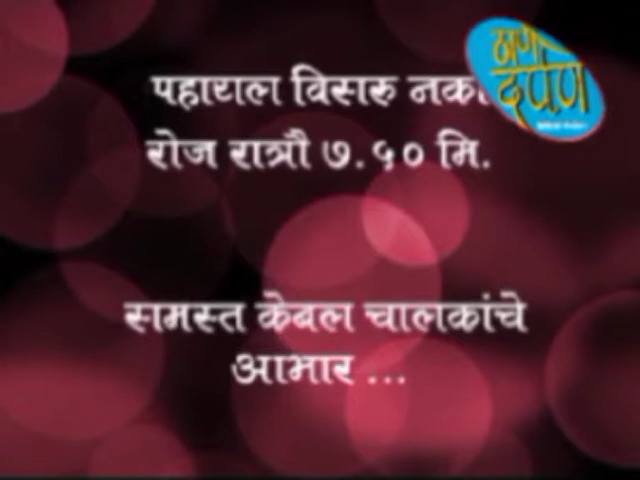 ठाणे
दर्पण
पहायला विसरु नका
रोज रात्रौ ७.५० मि.
समस्त केबल चालकांचे
आभार ...